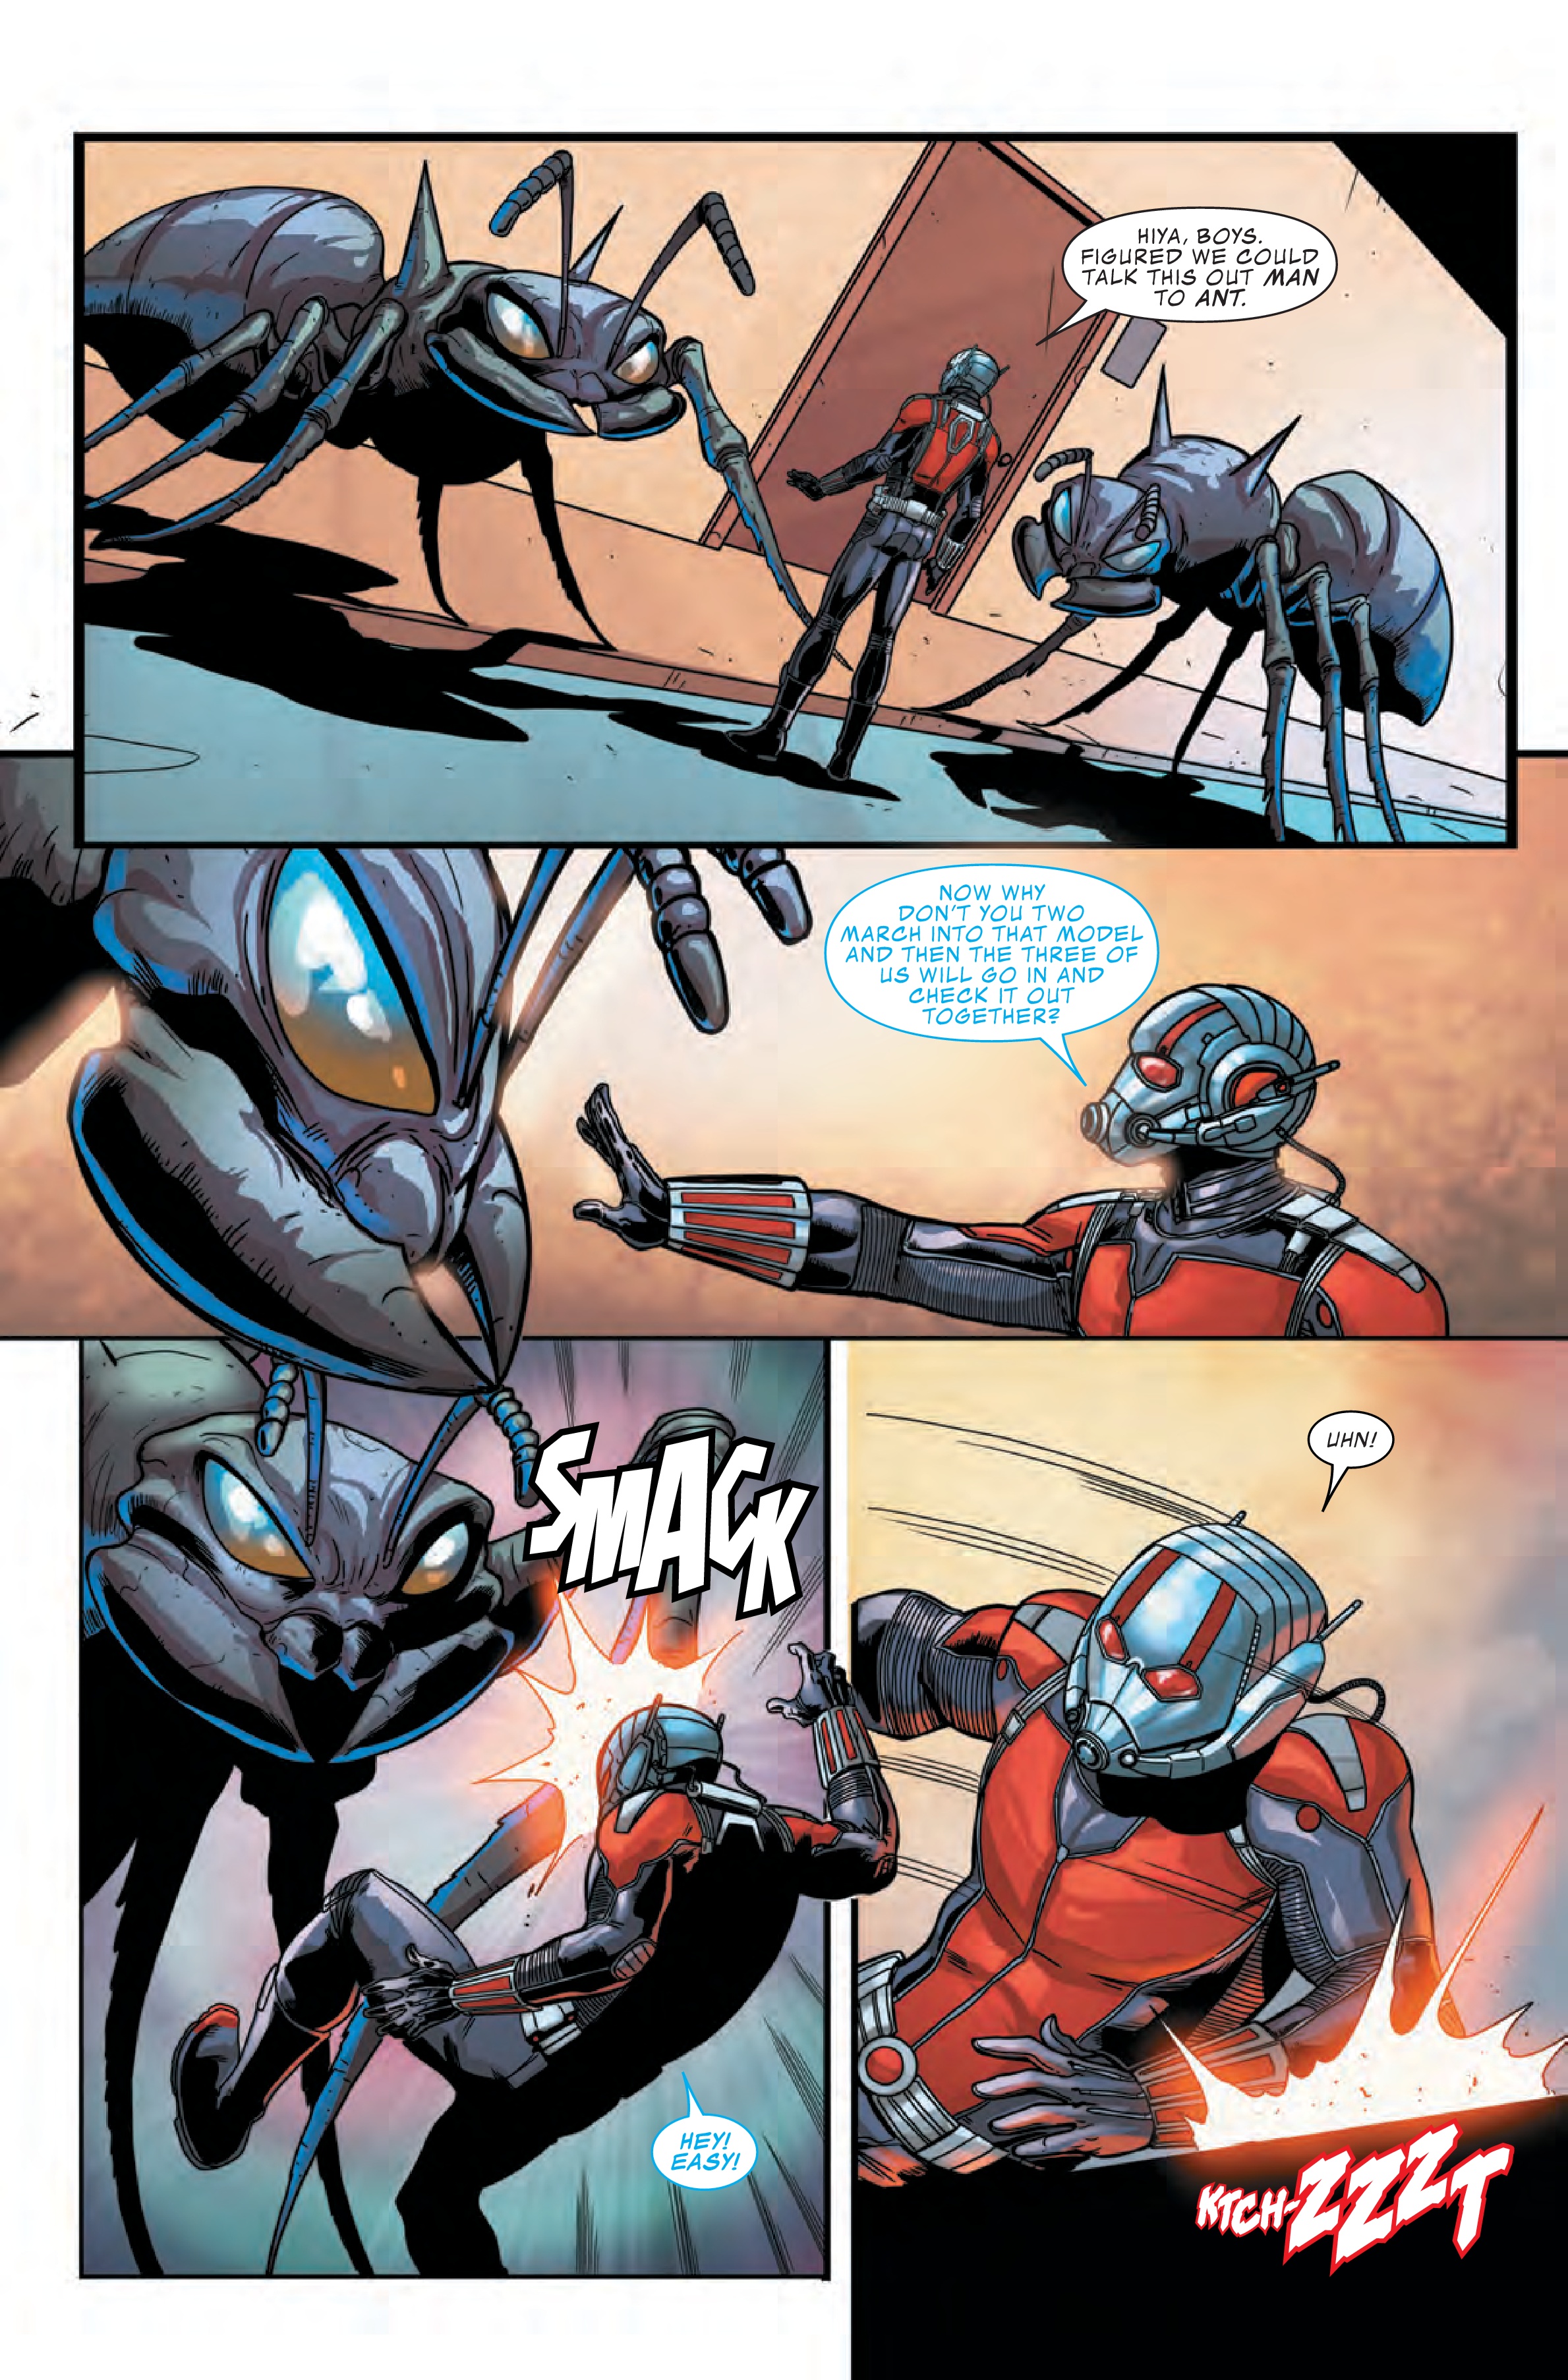 HIYA, BOYS.
FIGURED WE COULD
TALK THIS OUT MAN
TO ANT.
NOW WHY
DON'T YOU TWO
MARCH INTO THAT MODEL
AND THEN THE THREE OF
US WILL GO IN AND
CHECK IT OUT
TOGETHER?
SMACK
HEY!
EASY!
UHN!
KTCH-ZZZT